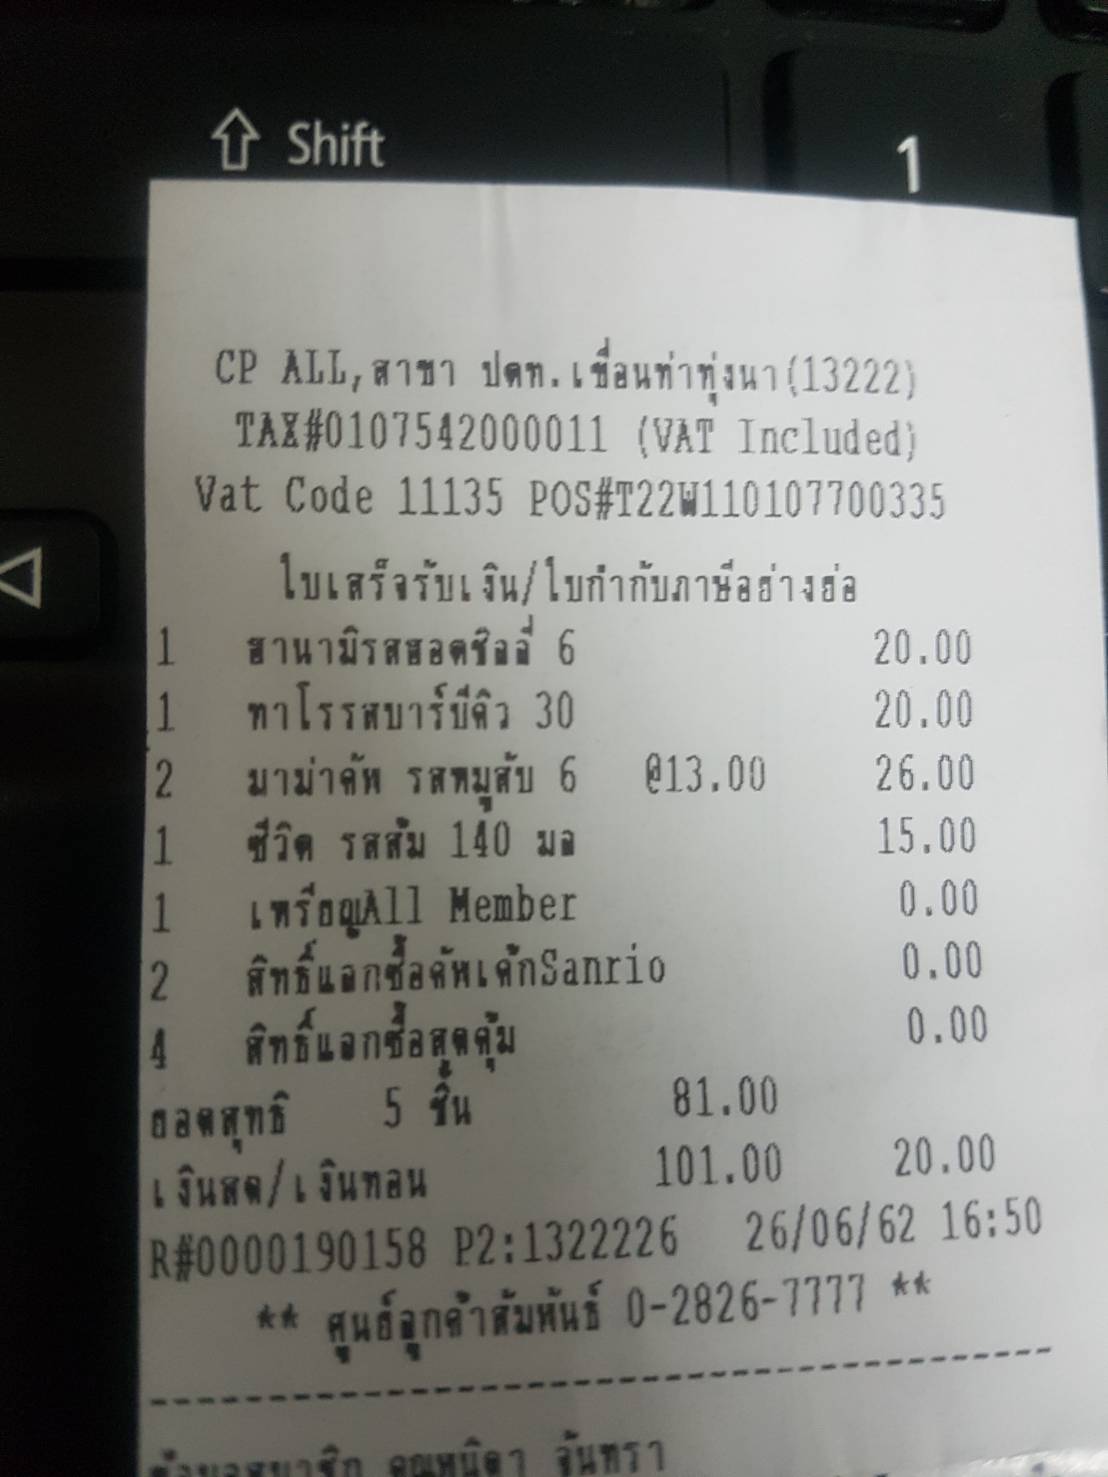 Shift
1
CP ALL,สาขา ปตท.เขื่อนท่าทุ่งนา(13222)
TAX#0107542000011 (VAT Included)
Vat Code 11135 POS#T22W110107700335
ใบเสร็จรับเงิน/ใบกำกับภาษีอย่างย่อ
1 ฮานามิรสฮอตชิลลี่ 6 20.00
1 ทาโรรสบาร์บีคิว 30 20.00
2 มาม่าคัพ รสหมูสับ 6 @13.00 26.00
1 ซีวิต รสส้ม 140 มล 15.00
1 เหรียญAll Member 0.00
2 สิทธิ์แลกซื้อคัพเค้กSanrio 0.00
4 สิทธิ์แลกซื้อสุดคุ้ม 0.00
ยอดสุทธิ 5 ชิ้น 81.00
เงินสด/เงินทอน 101.00 20.00
R#0000190158 P2:1322226 26/06/62 16:50
** ศูนย์ลูกค้าสัมพันธ์ 0-2826-7777 **
ข้อมูลสมาชิก คุณหนิดา จันทรา